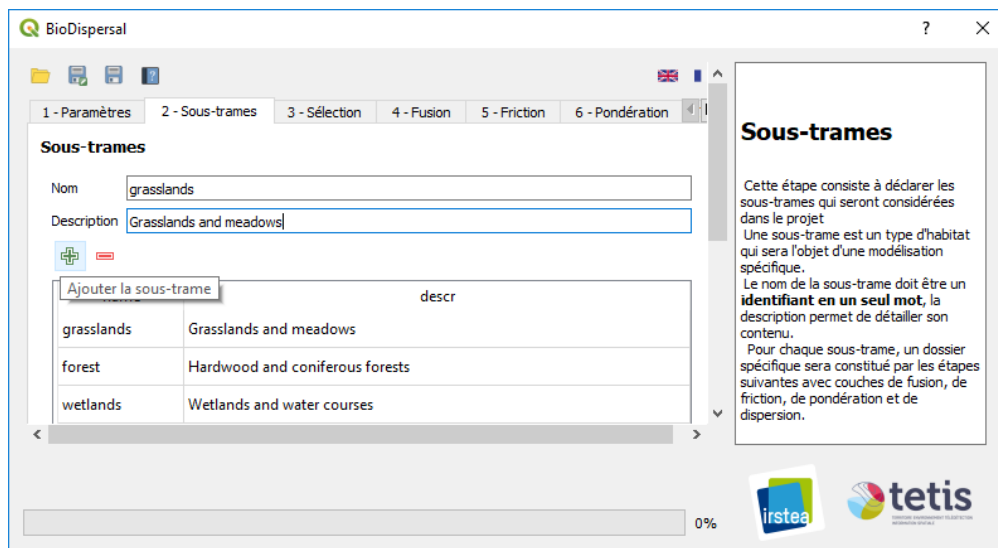 BioDispersal
?
1 - Paramètres
2 - Sous-trames
3 - Sélection
4 - Fusion
5 - Friction
6 - Pondération
Sous-trames
Nom
grasslands
Description
Grasslands and meadows
Ajouter la sous-trame
descr
grasslands
Grasslands and meadows
forest
Hardwood and coniferous forests
wetlands
Wetlands and water courses
0%
Sous-trames
Cette étape consiste à déclarer les
sous-trames qui seront considérées
dans le projet
Une sous-trame est un type d'habitat
qui sera l'objet d'une modélisation
spécifique.
Le nom de la sous-trame doit être un
identifiant en un seul mot, la
description permet de détailler son
contenu.
Pour chaque sous-trame, un dossier
spécifique sera constitué par les étapes
suivantes avec couches de fusion, de
friction, de pondération et de
dispersion.
irstea
tetis